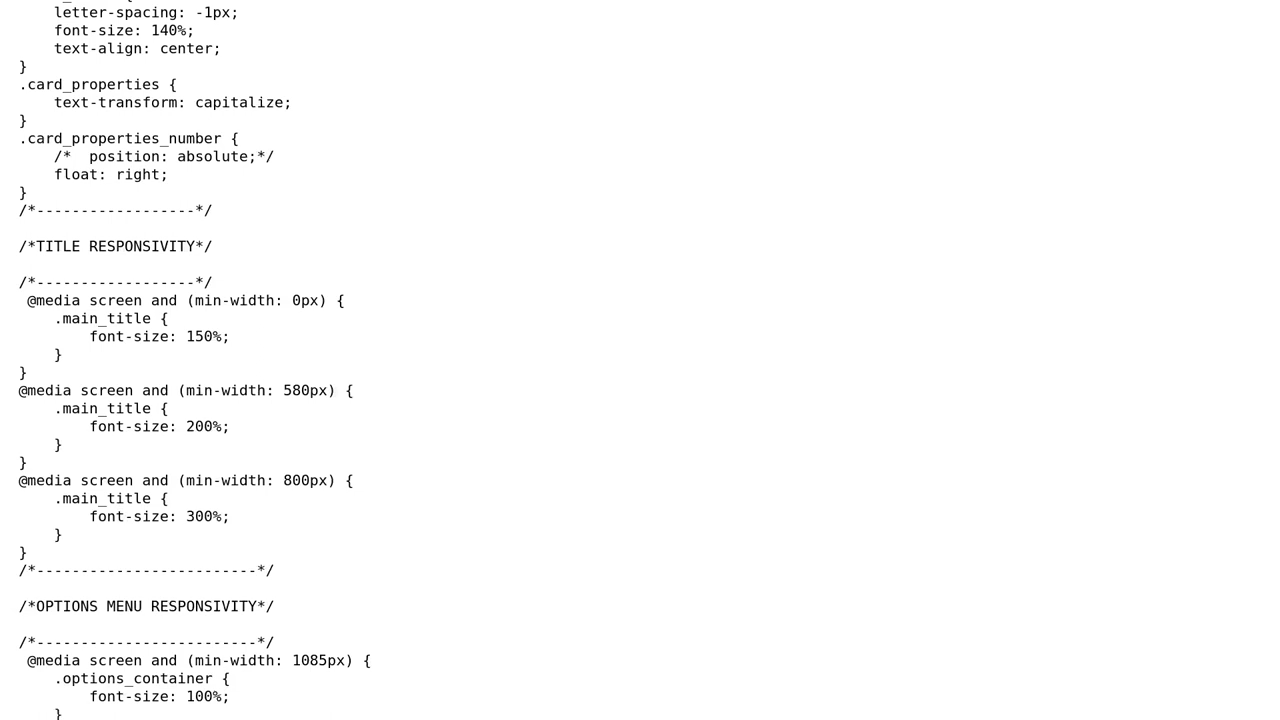 letter-spacing: -1px;
    font-size: 140%;
    text-align: center;
}
.card_properties {
    text-transform: capitalize;
}
.card_properties_number {
    /*  position: absolute;*/
    float: right;
}
/*------------------*/

/*TITLE RESPONSIVITY*/

/*------------------*/
 @media screen and (min-width: 0px) {
    .main_title {
        font-size: 150%;
    }
}
@media screen and (min-width: 580px) {
    .main_title {
        font-size: 200%;
    }
}
@media screen and (min-width: 800px) {
    .main_title {
        font-size: 300%;
    }
}
/*-------------------------*/

/*OPTIONS MENU RESPONSIVITY*/

/*-------------------------*/
 @media screen and (min-width: 1085px) {
    .options_container {
        font-size: 100%;
    }